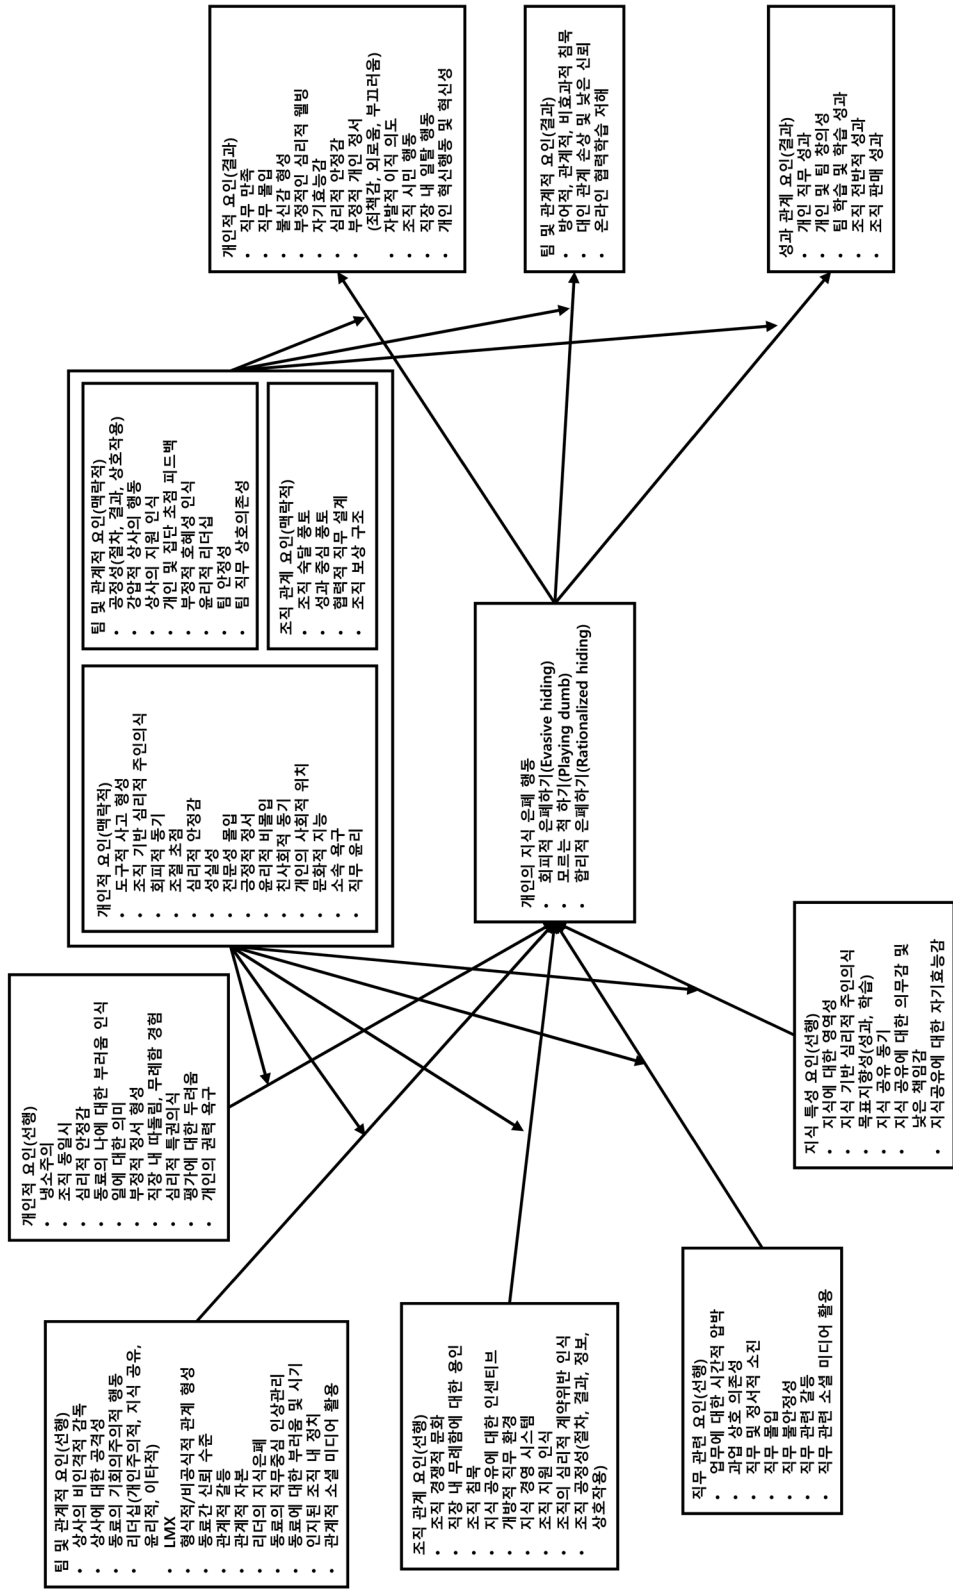 팀 및 관계적 요인(선행)
• 상사의 비인격적 감독
• 상사에 대한 공격성
• 동료의 기회의주의적 행동
• 리더십(개인주의적, 지식 공유,
윤리적, 이타적)
• LMX
• 형식적/비공식적 관계 형성
• 동료간 신뢰 수준
• 관계적 갈등
• 관계적 자본
• 리더의 지식은폐
• 동료의 직무중심 인상관리
• 동료에 대한 부러움 및 시기
• 인지된 조직 내 정치
• 관계적 소셜 미디어 활용
조직 관계 요인(선행)
• 조직 경쟁적 문화
• 직장 내 무례함에 대한 용인
• 조직 침묵
• 지식 공유에 대한 인센티브
• 개방적 직무 환경
• 지식 경영 시스템
• 조직 지원 인식
• 조직의 심리적 계약위반 인식
• 조직 공정성(절차, 결과, 정보,
상호작용)
직무 관련 요인(선행)
• 업무에 대한 시간적 압박
• 과업 상호 의존성
• 직무 및 정서적 소진
• 직무 몰입
• 직무 불안정성
• 직무 관련 갈등
• 직무 관련 소셜 미디어 활용
개인적 요인(선행)
• 냉소주의
• 조직 동일시
• 심리적 안정감
• 동료의 나에 대한 부러움 인식
• 일에 대한 의미
• 부정적 정서 형성
• 직장 내 따돌림, 무례함 경험
• 심리적 특권의식
• 평가에 대한 두려움
• 개인의 권력 욕구
지식 특성 요인(선행)
• 지식에 대한 영역성
• 지식 기반 심리적 주인의식
• 목표지향성(성과, 학습)
• 지식 공유 동기
• 지식 공유에 대한 의무감 및
낮은 책임감
• 지식공유에 대한 자기효능감
개인적 요인(맥락적)
• 도구적 사고 형성
• 조직 기반 심리적 주인의식
• 회피적 동기
• 조절 초점
• 심리적 안정감
• 성실성
• 전문성 몰입
• 긍정적 정서
• 윤리적 비몰입
• 친사회적 동기
• 개인의 사회적 위치
• 문화적 지능
• 소속 욕구
• 직무 윤리
팀 및 관계적 요인(맥락적)
• 공정성(절차, 결과, 상호작용)
• 강압적 상사의 행동
• 상사의 지원 인식
• 개인 및 집단 초점 피드백
• 부정적 호혜성 인식
• 윤리적 리더십
• 팀 안정성
• 팀 직무 상호의존성
조직 관계 요인(맥락적)
• 조직 숙달 풍토
• 성과 중심 풍토
• 협력적 직무 설계
• 조직 보상 구조
개인의 지식 은폐 행동
• 회피적 은폐하기(Evasive hiding)
• 모르는 척 하기(Playing dumb)
• 합리적 은폐하기(Rationalized hiding)
개인적 요인(결과)
• 직무 만족
• 직무 몰입
• 불신감 형성
• 부정적인 심리적 웰빙
• 자기효능감
• 심리적 안정감
• 부정적 개인 정서
(죄책감, 외로움, 부끄러움)
• 자발적 이직 의도
• 조직 시민 행동
• 직장 내 일탈 행동
• 개인 혁신행동 및 혁신성
팀 및 관계적 요인(결과)
• 방어적, 관계적, 비효과적 침묵
• 대인 관계 손상 및 낮은 신뢰
• 온라인 협력학습 저해
성과 관계 요인(결과)
• 개인 직무 성과
• 개인 및 팀 창의성
• 팀 학습 및 학습 성과
• 조직 전반적 성과
• 조직 판매 성과